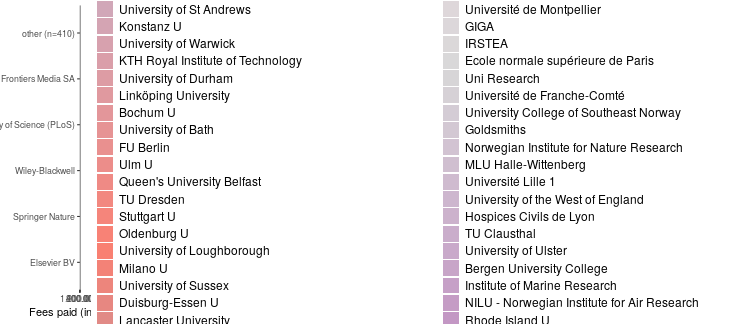 other (n=410)
Frontiers Media SA
y of Science (PLoS)
Wiley-Blackwell
Springer Nature
Elsevier BV
Fees paid (in
University of St Andrews
Konstanz U
University of Warwick
KTH Royal Institute of Technology
University of Durham
Linköping University
Bochum U
University of Bath
FU Berlin
Ulm U
Queen's University Belfast
TU Dresden
Stuttgart U
Oldenburg U
University of Loughborough
Milano U
University of Sussex
Duisburg-Essen U
Lancaster University
Université de Montpellier
GIGA
IRSTEA
Ecole normale supérieure de Paris
Uni Research
Université de Franche-Comté
University College of Southeast Norway
Goldsmiths
Norwegian Institute for Nature Research
MLU Halle-Wittenberg
Université Lille 1
University of the West of England
Hospices Civils de Lyon
TU Clausthal
University of Ulster
Bergen University College
Institute of Marine Research
NILU - Norwegian Institute for Air Research
Rhode Island U